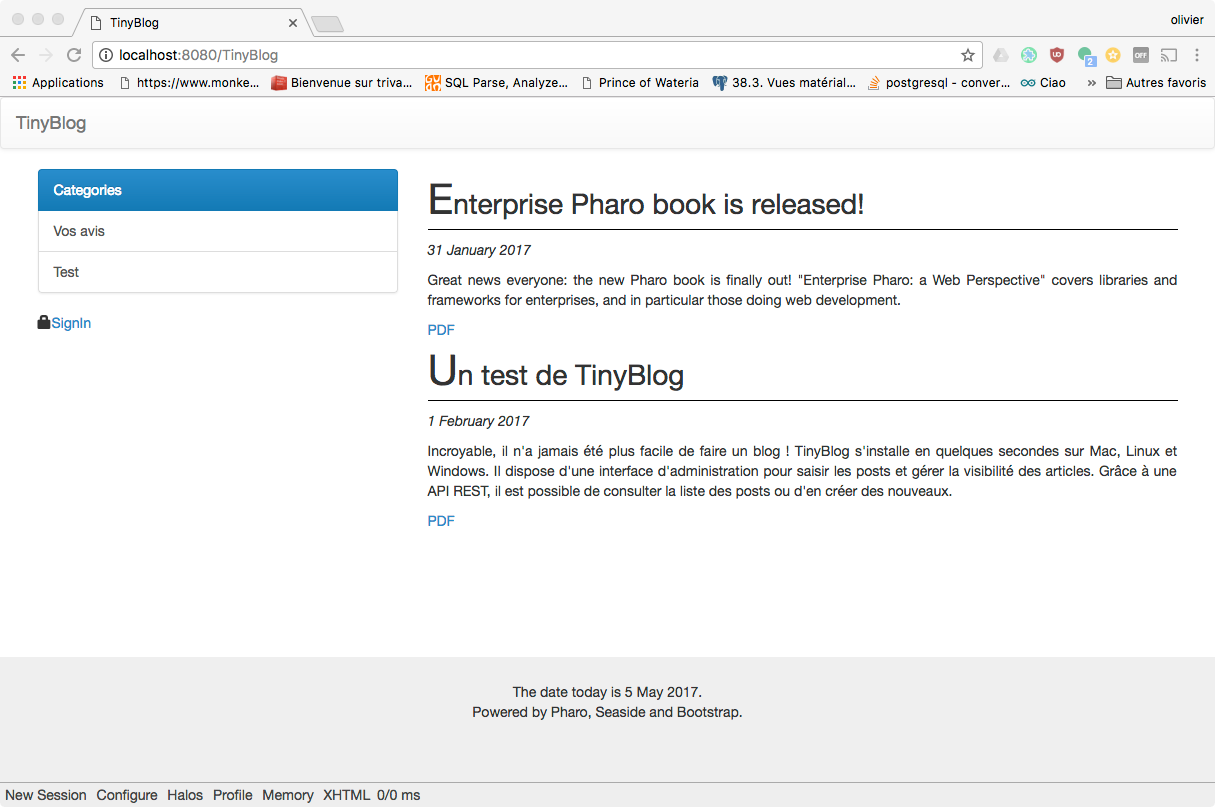 TinyBlog
olivier
localhost:8080/TinyBlog
UD
2
OFF
Applications https://www.monke... Bienvenue sur triva... SQL Parse, Analyze... Prince of Wateria 38.3. Vues matérial... postgresql - conver... Ciao » Autres favoris
TinyBlog
Categories
Vos avis
Test
SignIn
Enterprise Pharo book is released!
31 January 2017
Great news everyone: the new Pharo book is finally out! "Enterprise Pharo: a Web Perspective" covers libraries and
frameworks for enterprises, and in particular those doing web development.
PDF
Un test de TinyBlog
1 February 2017
Incroyable, il n'a jamais été plus facile de faire un blog ! TinyBlog s'installe en quelques secondes sur Mac, Linux et
Windows. Il dispose d'une interface d'administration pour saisir les posts et gérer la visibilité des articles. Grâce à une
API REST, il est possible de consulter la liste des posts ou d'en créer des nouveaux.
PDF
The date today is 5 May 2017.
Powered by Pharo, Seaside and Bootstrap.
New Session Configure Halos Profile Memory XHTML 0/0 ms